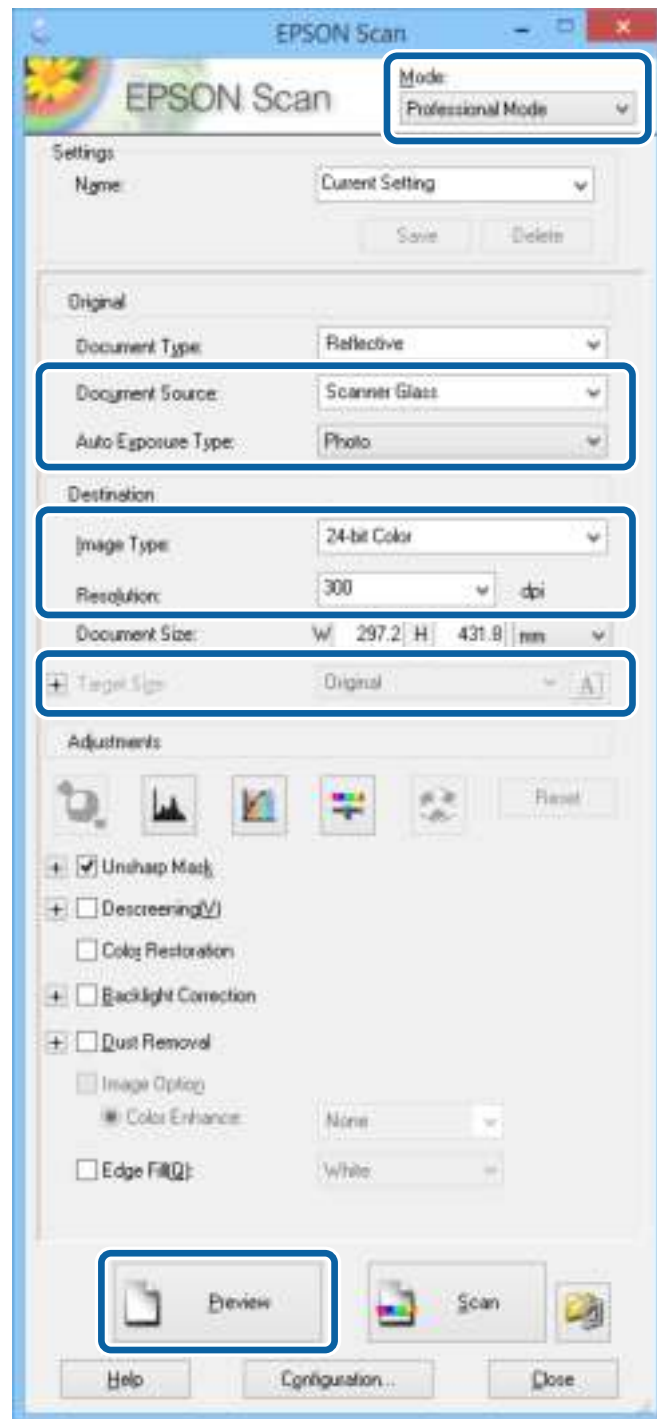 EPSON Scan
EPSON Scan
Mode:
Professional Mode
Settings
Name: Current Setting
Save Delete
Original
Document Type: Reflective
Document Source: Scanner Glass
Auto Exposure Type: Photo
Destination
Image Type: 24-bit Color
Resolution: 300 dpi
Document Size: W 297.2 H 431.8 mm
Target Size Original A
Adjustments
Reset
Unsharp Mask
Descreening(V)
Color Restoration
Backlight Correction
Dust Removal
Image Option
Color Enhance: None
Edge Fill(Q): White
Preview Scan
Help Configuration... Close